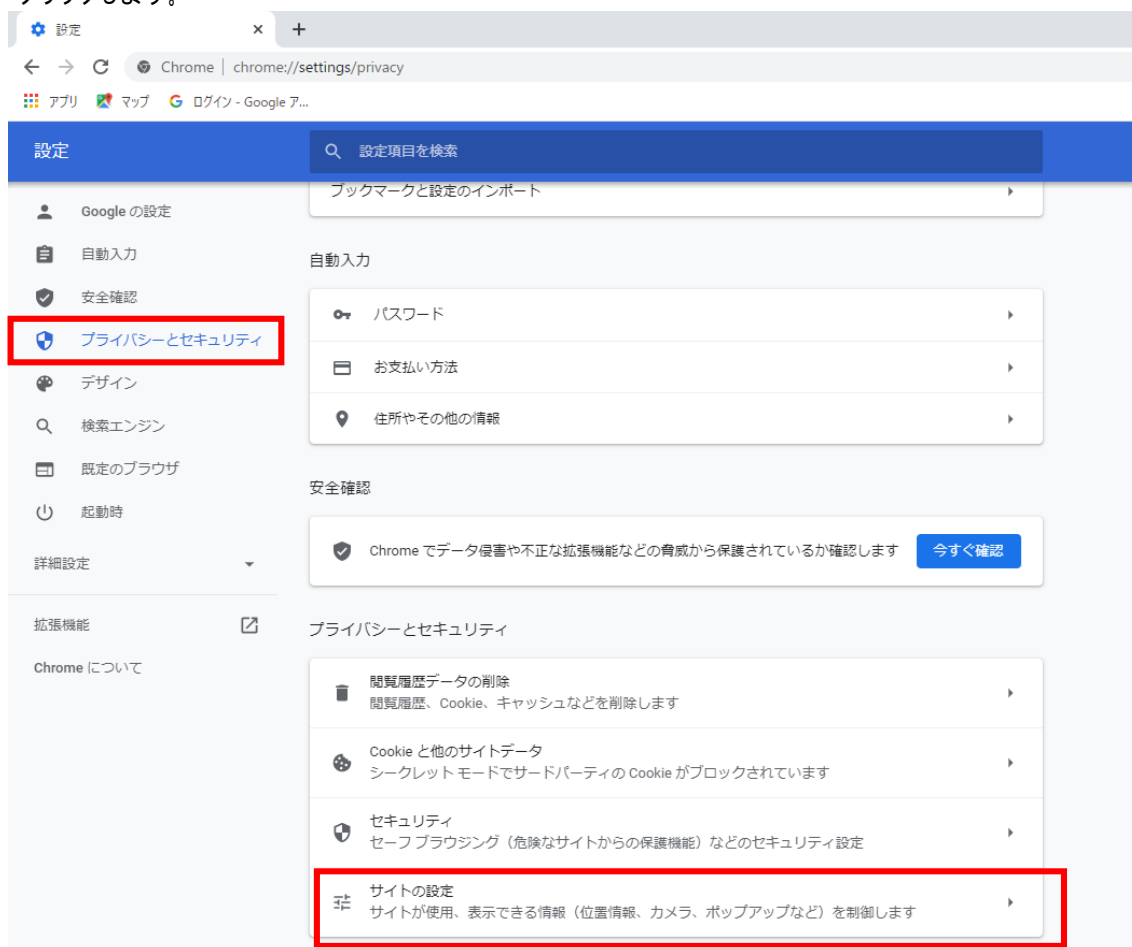 クリックします。
設定
Chrome | chrome://settings/privacy
アプリ マップ G ログイン - Google ア...
設定
設定項目を検索
ブックマークと設定のインポート
Google の設定
自動入力
安全確認
プライバシーとセキュリティ
デザイン
検索エンジン
既定のブラウザ
起動時
詳細設定
拡張機能
Chrome について
自動入力
パスワード
お支払い方法
住所やその他の情報
安全確認
Chrome でデータ侵害や不正な拡張機能などの脅威から保護されているか確認します
今すぐ確認
プライバシーとセキュリティ
閲覧履歴データの削除
閲覧履歴、Cookie、キャッシュなどを削除します
Cookie と他のサイトデータ
シークレット モードでサードパーティの Cookie がブロックされています
セキュリティ
セーフ ブラウジング（危険なサイトからの保護機能）などのセキュリティ設定
サイトの設定
サイトが使用、表示できる情報（位置情報、カメラ、ポップアップなど）を制御します